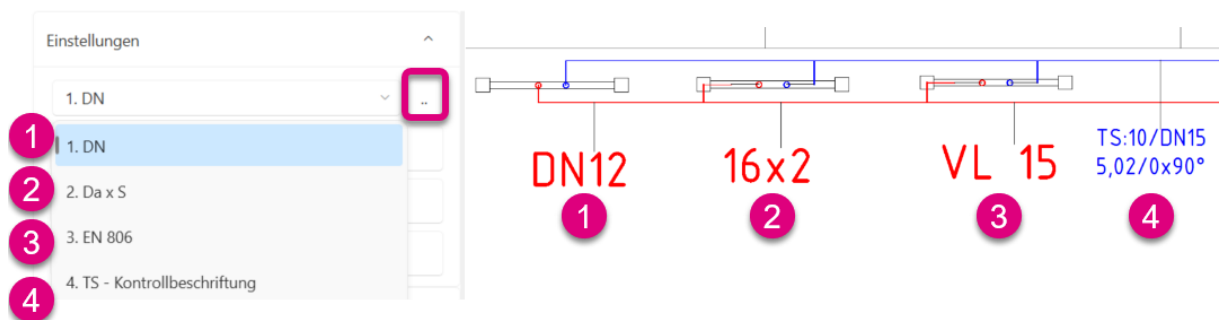 Einstellungen
1. DN
..
1
1. DN
2
2. Da x S
3
3. EN 806
4
4. TS - Kontrollbeschriftung
DN12
1
16x2
2
VL 15
3
TS:10/DN15
5,02/0x90°
4